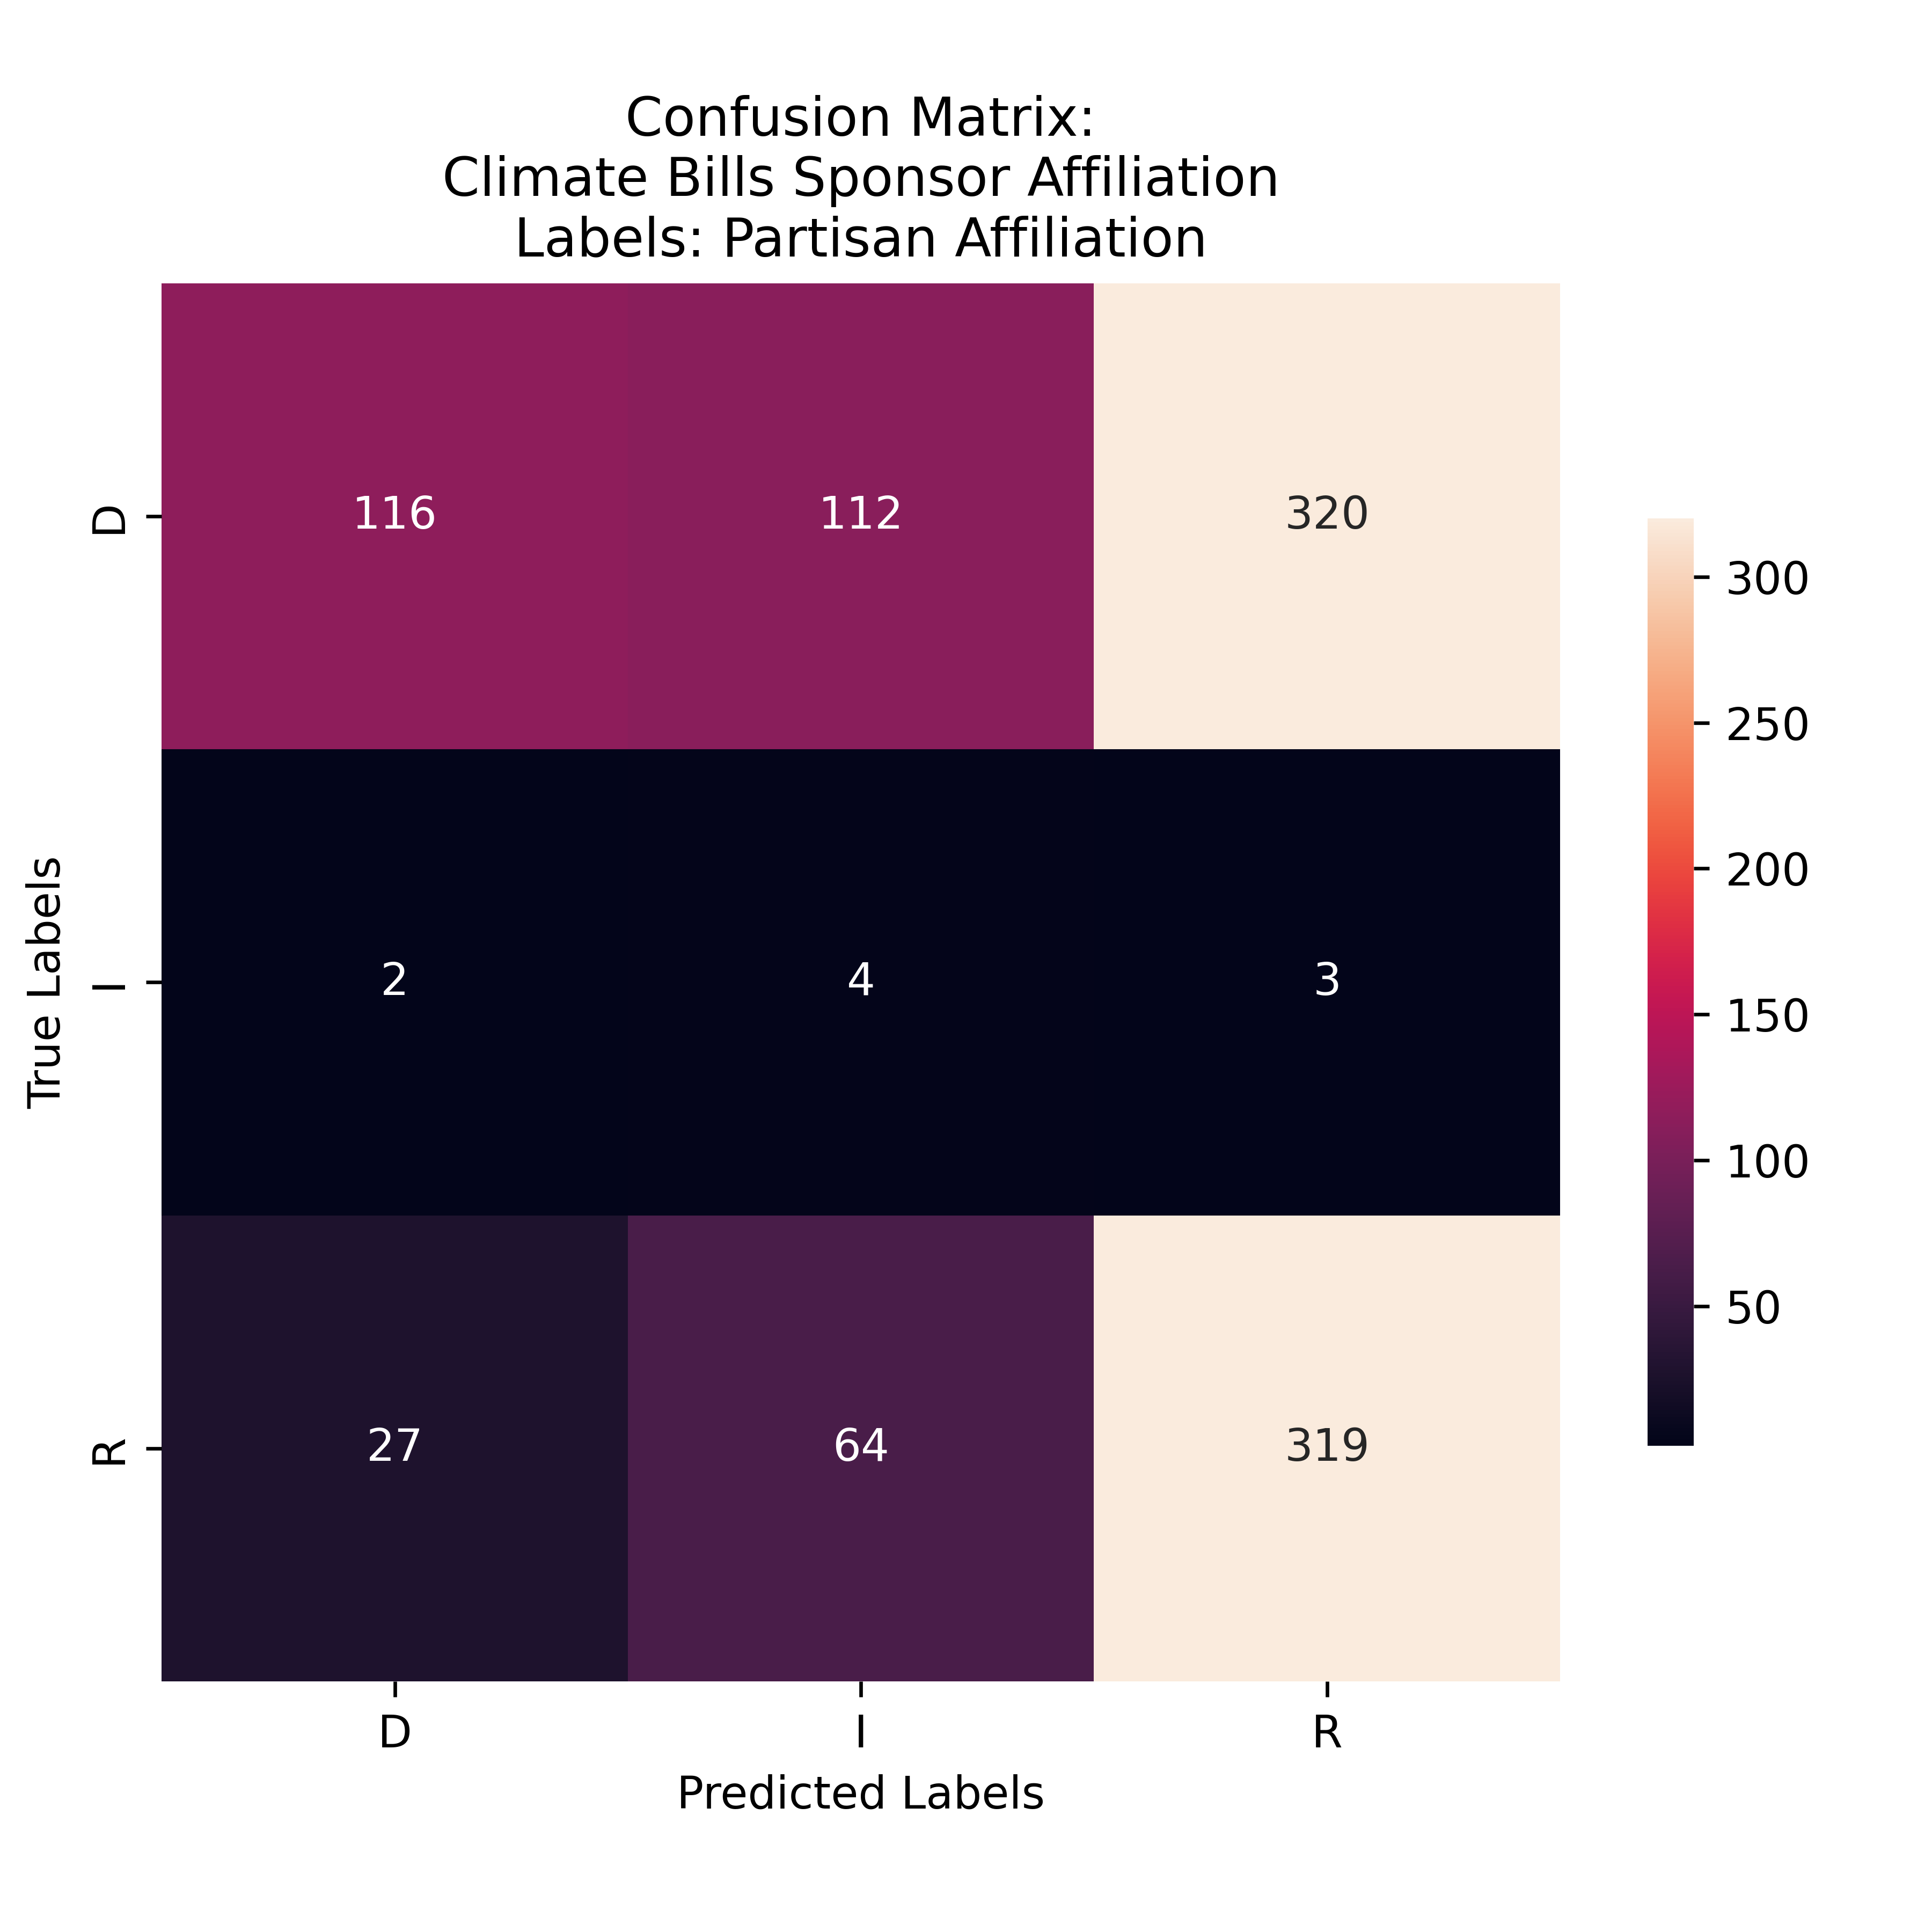 Confusion Matrix:
Climate Bills Sponsor Affiliation
Labels: Partisan Affiliation
True Labels
D
116
112
320
I
2
4
3
R
27
64
319
D
I
R
Predicted Labels
300
250
200
150
100
50